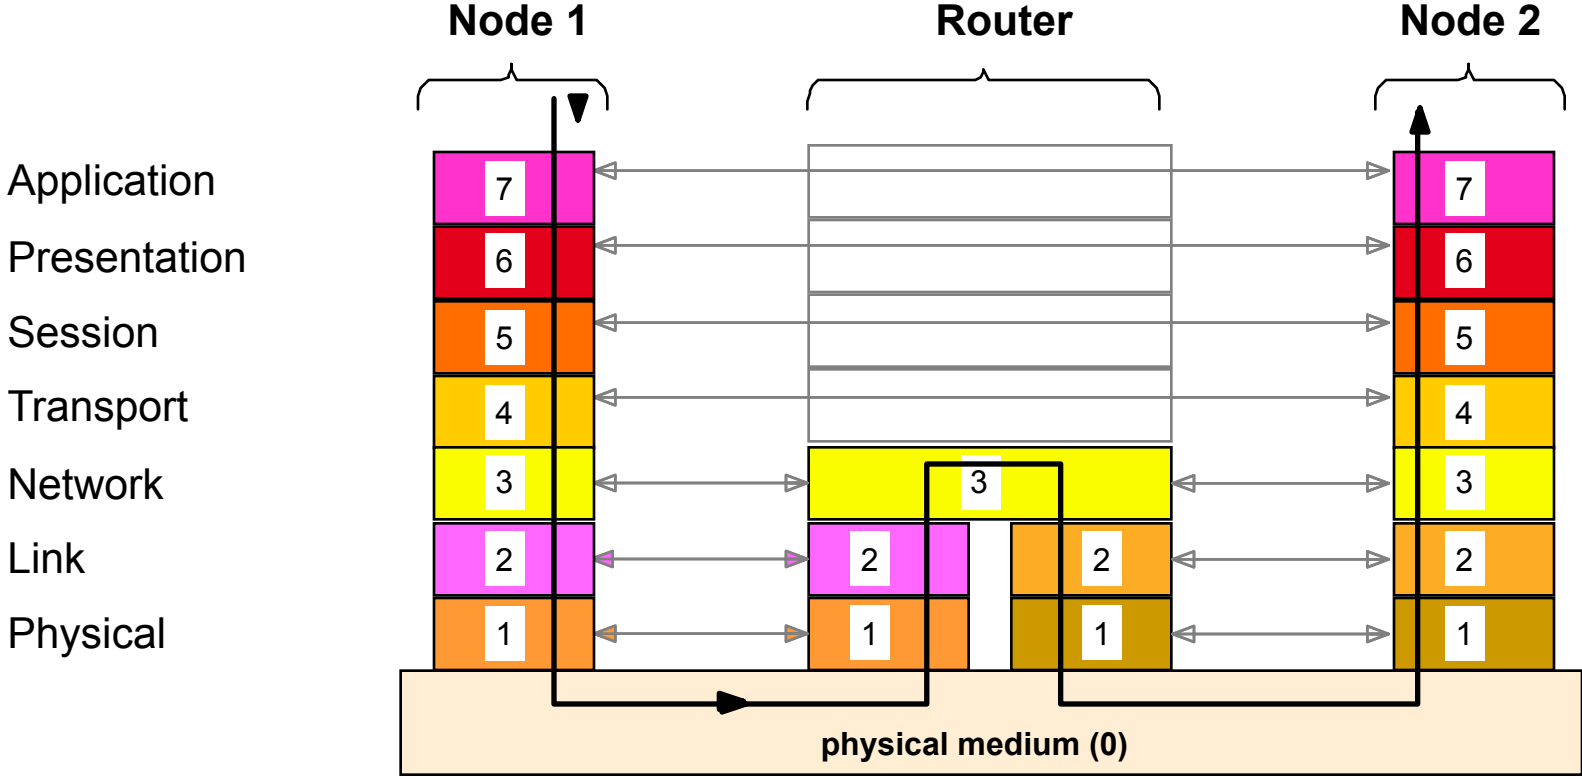 Node 1 Router Node 2
Application 7 7
Presentation 6 6
Session 5 5
Transport 4 4
Network 3 3 3
Link 2 2 2 2
Physical 1 1 1 1
physical medium (0)